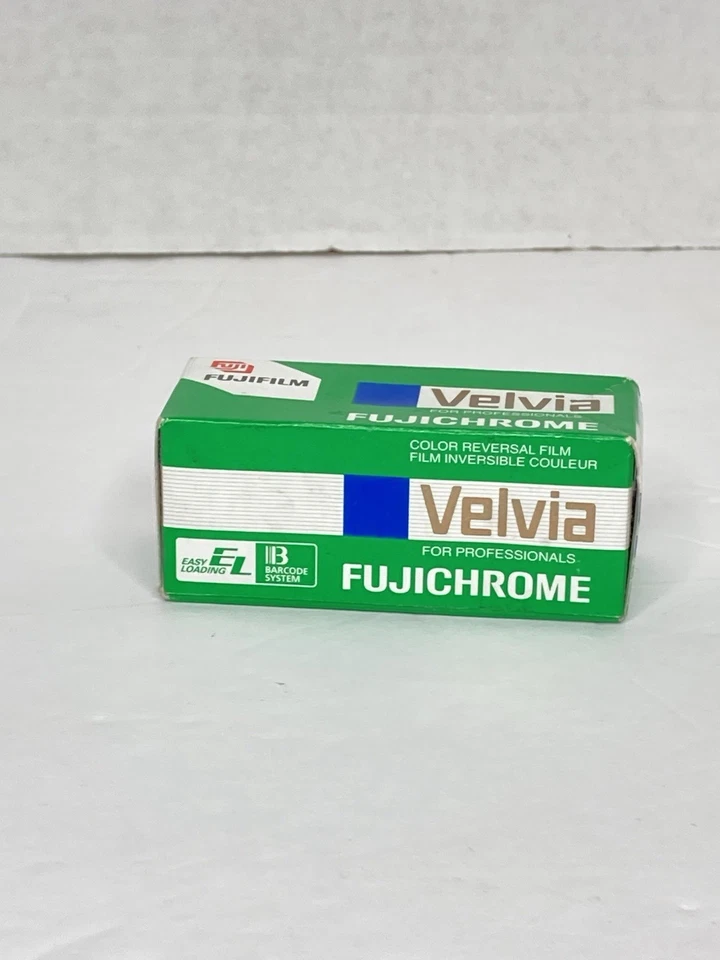 FUJI
FUJIFILM
Velvia
FOR PROFESSIONALS
FUJICHROME
COLOR REVERSAL FILM
FILM INVERSIBLE COULEUR
Velvia
FOR PROFESSIONALS
FUJICHROME
EASY
LOADING
EL
B
BARCODE
SYSTEM